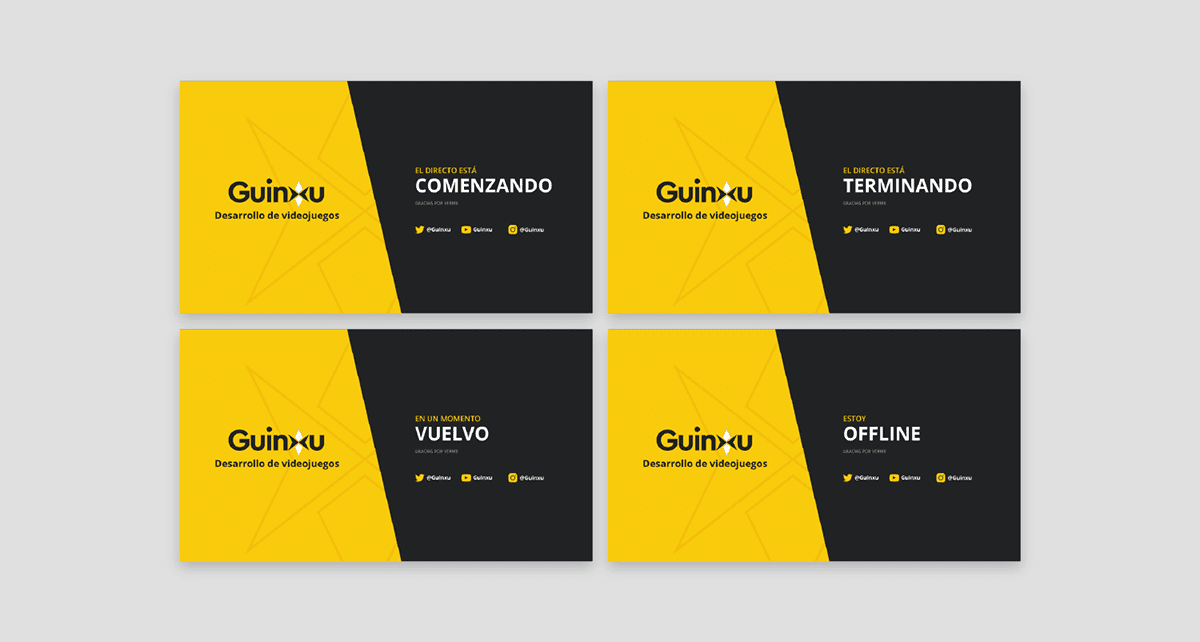 Guinxu
Desarrollo de videojuegos
EL DIRECTO ESTÁ
COMENZANDO
GRACIAS POR VERME
@Guinxu Guinxu @Guinxu
Guinxu
Desarrollo de videojuegos
EL DIRECTO ESTÁ
TERMINANDO
GRACIAS POR VERME
@Guinxu Guinxu @Guinxu
Guinxu
Desarrollo de videojuegos
EN UN MOMENTO
VUELVO
GRACIAS POR VERME
@Guinxu Guinxu @Guinxu
Guinxu
Desarrollo de videojuegos
ESTOY
OFFLINE
GRACIAS POR VERME
@Guinxu Guinxu @Guinxu